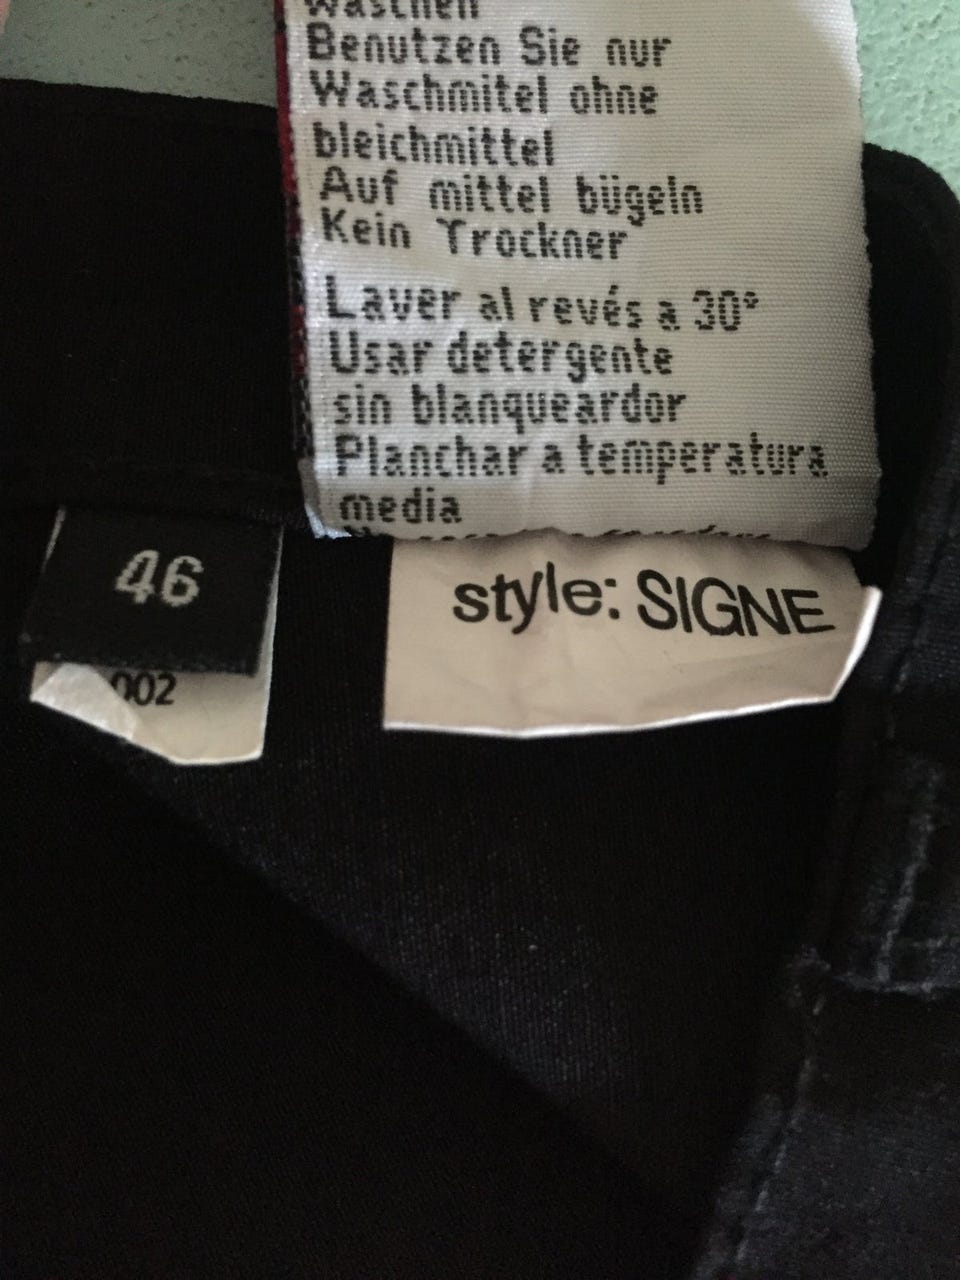 waschen
Benutzen Sie nur
Waschmitel ohne
bleichmittel
Auf mittel bügeln
Kein Trockner
Laver al revés a 30°
Usar detergente
sin blanqueardor
Planchar a temperatura
media
46
002
style: SIGNE